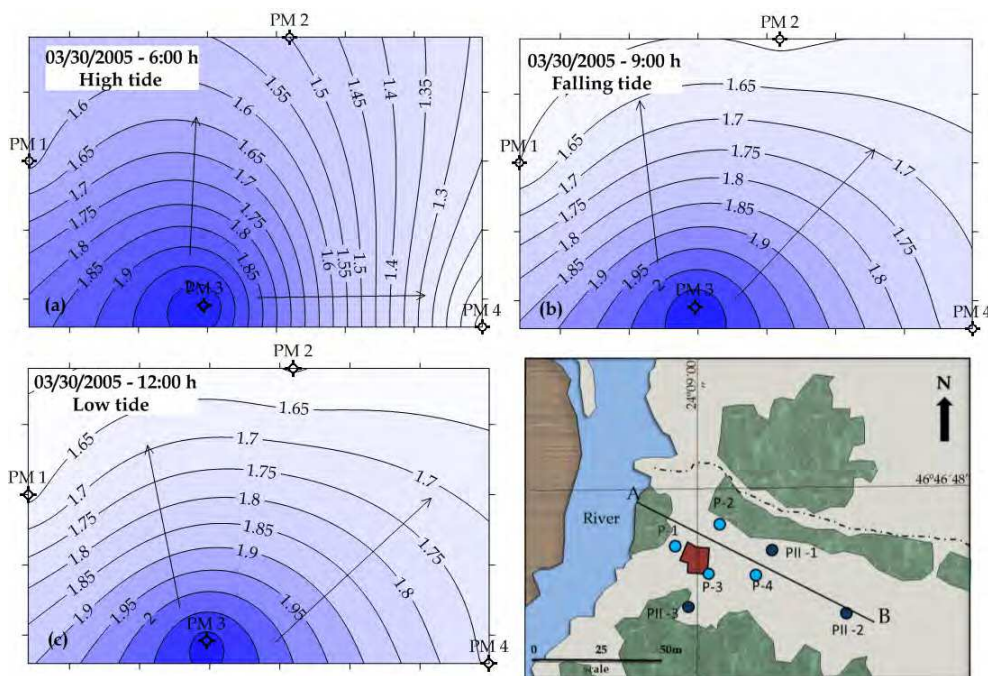 PM 2
03/30/2005 - 6:00 h
High tide
1.6
1.55
1.5
1.45
1.4
1.35
1.6
PM 1
1.65
1.65
1.7
1.7
1.3
1.75
1.75
1.8
1.8
1.85
1.85
1.9
1.6
1.55
1.5
1.4
(a)
PM 3
PM 4
PM 2
03/30/2005 - 9:00 h
Falling tide
1.65
PM 1
1.65
1.7
1.7
1.7
1.75
1.75
1.8
1.8
1.85
1.75
1.8
1.85
1.9
1.9
1.95
2
(b)
PM 3
PM 4
PM 2
03/30/2005 - 12:00 h
Low tide
1.65
1.65
1.7
PM 1
1.7
1.75
1.7
1.75
1.8
1.8
1.85
1.75
1.85
1.9
1.9
1.95
2
1.95
1.8
(c)
PM 3
PM 4
24º09´00´´
N
46º46´48´´
A
River
P-2
P-1
PII -1
P-3
P-4
PII -3
B
PII -2
0 25 50m
scale